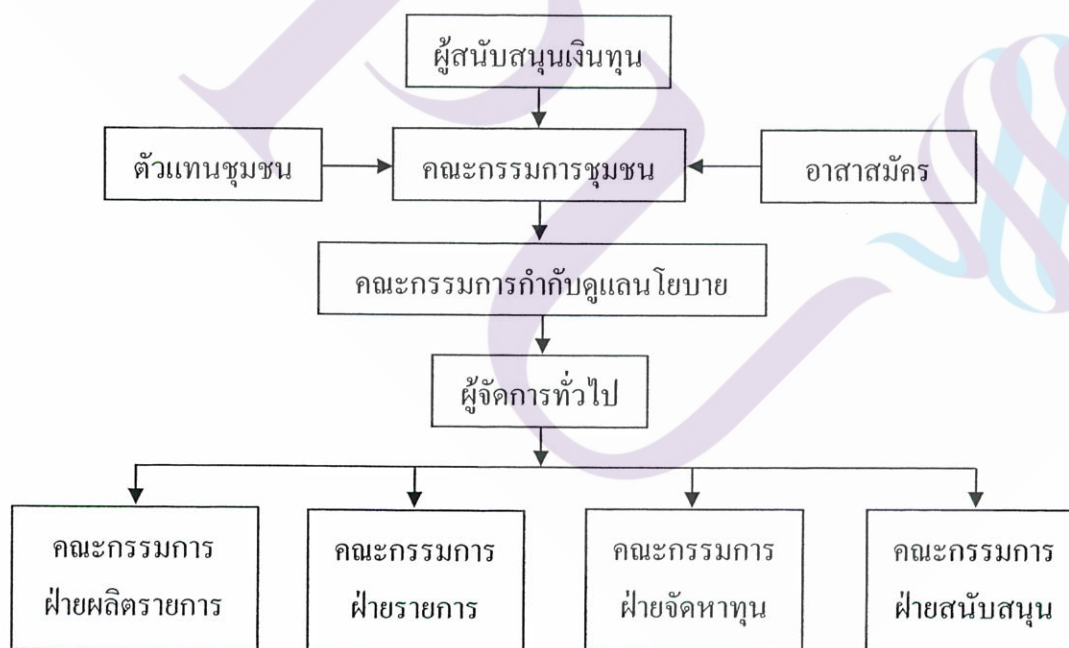 ผู้สนับสนุนเงินทุน
ตัวแทนชุมชน
คณะกรรมการชุมชน
อาสาสมัคร
คณะกรรมการกำกับดูแลนโยบาย
ผู้จัดการทั่วไป
คณะกรรมการ
ฝ่ายผลิตรายการ
คณะกรรมการ
ฝ่ายรายการ
คณะกรรมการ
ฝ่ายจัดหาทุน
คณะกรรมการ
ฝ่ายสนับสนุน